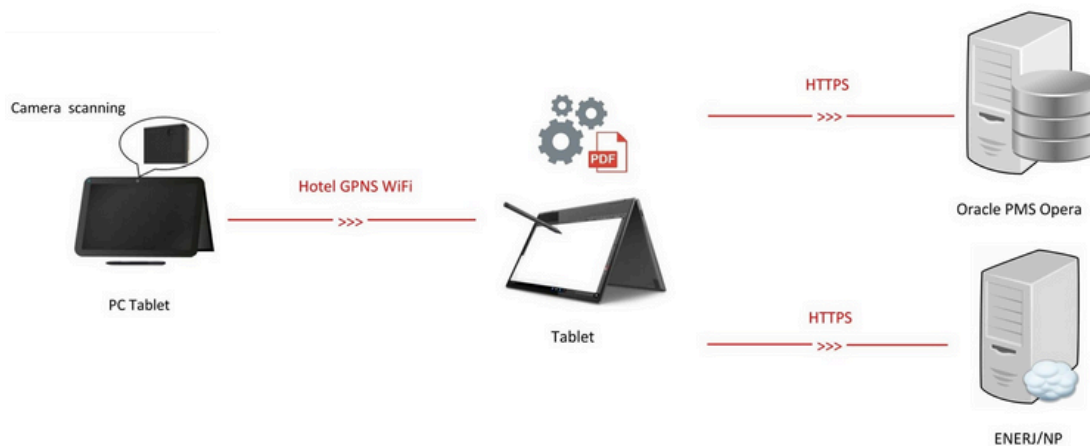 Camera scanning
PC Tablet
Hotel GPNS WiFi
>>>
PDF
Tablet
HTTPS
>>>
Oracle PMS Opera
HTTPS
>>>
ENERJ/NP